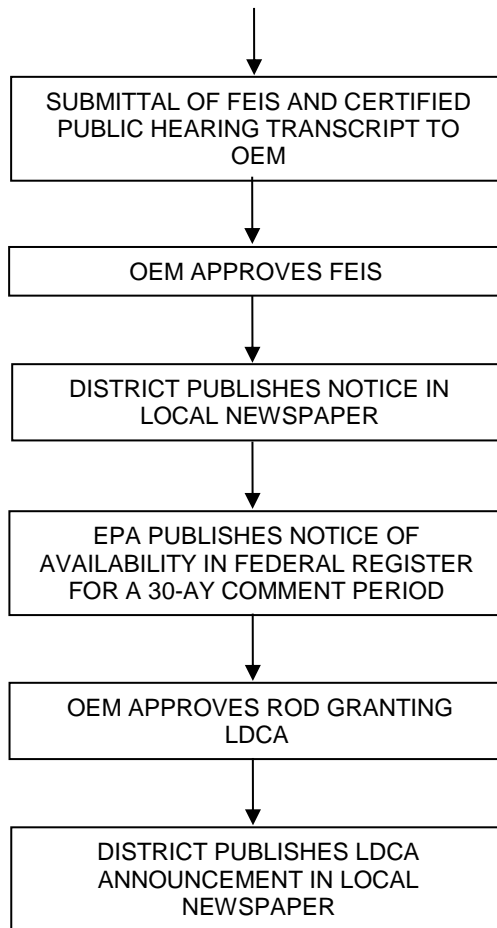 SUBMITTAL OF FEIS AND CERTIFIED
PUBLIC HEARING TRANSCRIPT TO
OEM
OEM APPROVES FEIS
DISTRICT PUBLISHES NOTICE IN
LOCAL NEWSPAPER
EPA PUBLISHES NOTICE OF
AVAILABILITY IN FEDERAL REGISTER
FOR A 30-AY COMMENT PERIOD
OEM APPROVES ROD GRANTING
LDCA
DISTRICT PUBLISHES LDCA
ANNOUNCEMENT IN LOCAL
NEWSPAPER